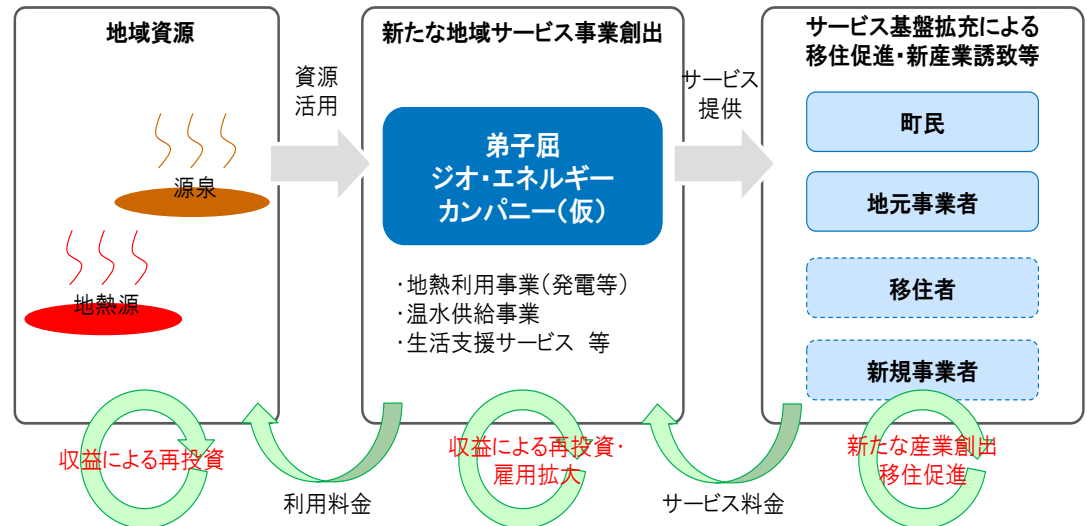 地域資源
源泉
地熱源
資源
活用
新たな地域サービス事業創出
弟子屈
ジオ・エネルギー
カンパニー(仮)
・地熱利用事業(発電等)
・温水供給事業
・生活支援サービス 等
サービス
提供
サービス基盤拡充による
移住促進・新産業誘致等
町民
地元事業者
移住者
新規事業者
収益による再投資
利用料金
収益による再投資・
雇用拡大
サービス料金
新たな産業創出
移住促進